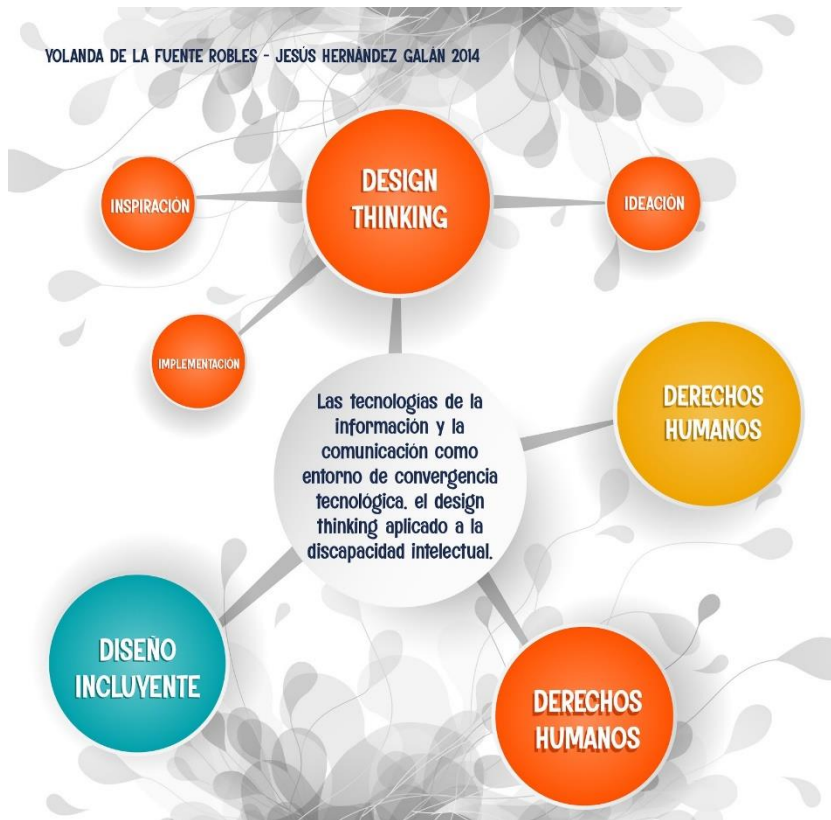 YOLANDA DE LA FUENTE ROBLES - JESÚS HERNÁNDEZ GALÁN 2014
DESIGN
THINKING
INSPIRACIÓN
IDEACIÓN
IMPLEMENTACIÓN
Las tecnologías de la
información y la
comunicación como
entorno de convergencia
tecnológica, el design
thinking aplicado a la
discapacidad intelectual.
DERECHOS
HUMANOS
DISEÑO
INCLUYENTE
DERECHOS
HUMANOS